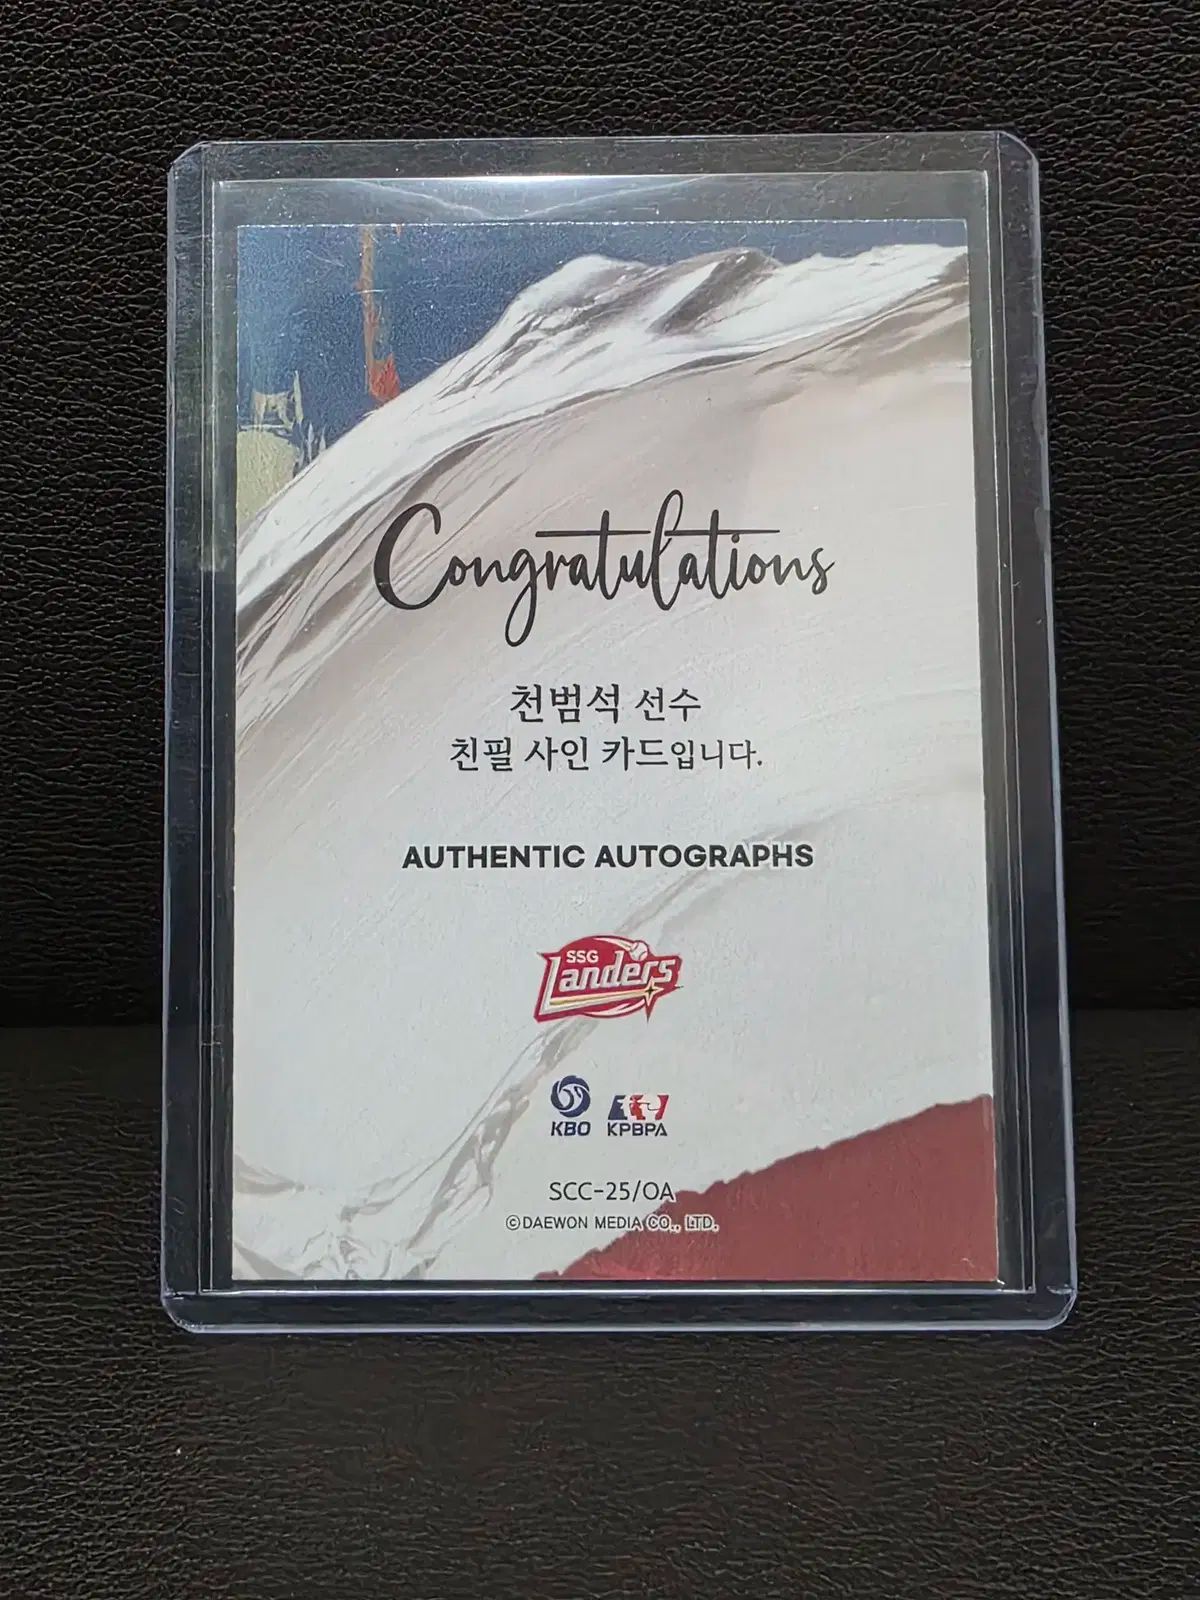 Congratulations
천범석 선수
친필 사인 카드입니다.
AUTHENTIC AUTOGRAPHS
SSG
Landers
KBO KPBPA
SCC-25/OA
©DAEWON MEDIA CO., LTD.